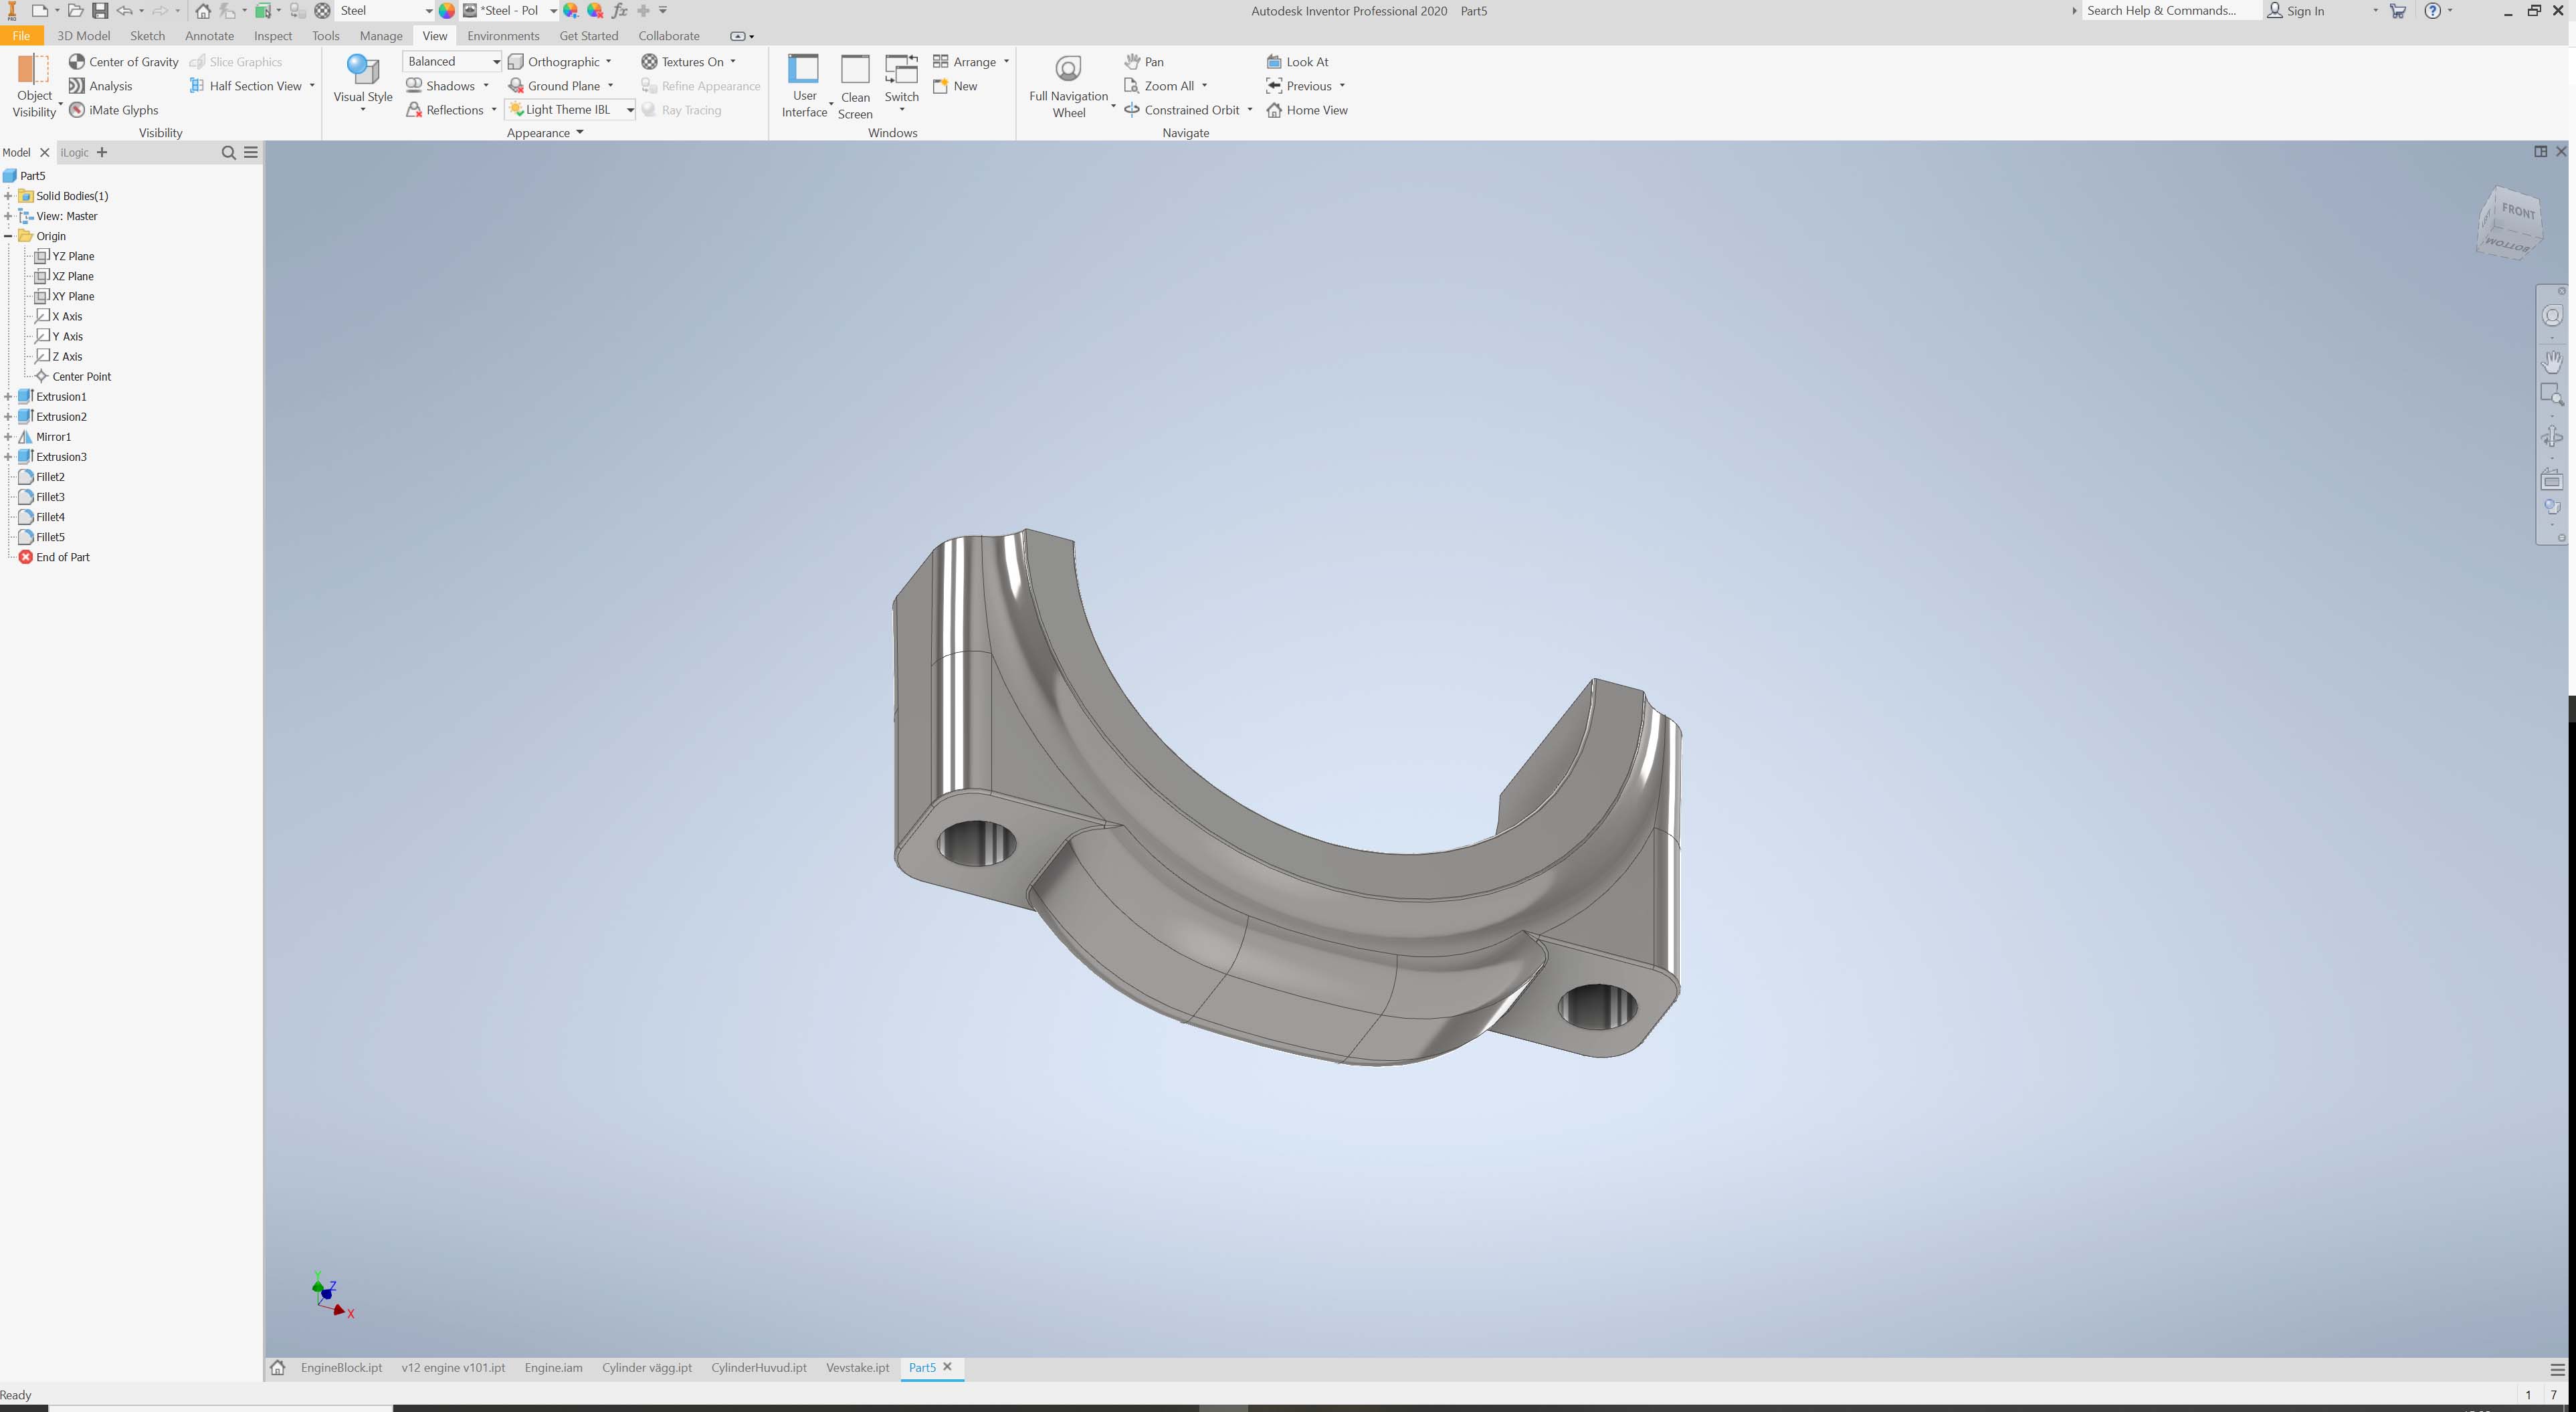 Steel *Steel - Pol fx Autodesk Inventor Professional 2020 Part5 Search Help & Commands... Sign In
File 3D Model Sketch Annotate Inspect Tools Manage View Environments Get Started Collaborate
Object Visibility
Center of Gravity Slice Graphics
Analysis Half Section View
iMate Glyphs
Visibility
Visual Style
Balanced Orthographic Textures On
Shadows Ground Plane Refine Appearance
Reflections Light Theme IBL Ray Tracing
Appearance
User Interface
Clean Screen
Switch
Arrange
New
Windows
Full Navigation Wheel
Pan Look At
Zoom All Previous
Constrained Orbit Home View
Navigate
Model iLogic
Part5
Solid Bodies(1)
View: Master
Origin
YZ Plane
XZ Plane
XY Plane
X Axis
Y Axis
Z Axis
Center Point
Extrusion1
Extrusion2
Mirror1
Extrusion3
Fillet2
Fillet3
Fillet4
Fillet5
End of Part
FRONT
BOTTOM
Y
Z
X
EngineBlock.ipt v12 engine v101.ipt Engine.iam Cylinder vägg.ipt CylinderHuvud.ipt Vevstake.ipt Part5
Ready 1 7